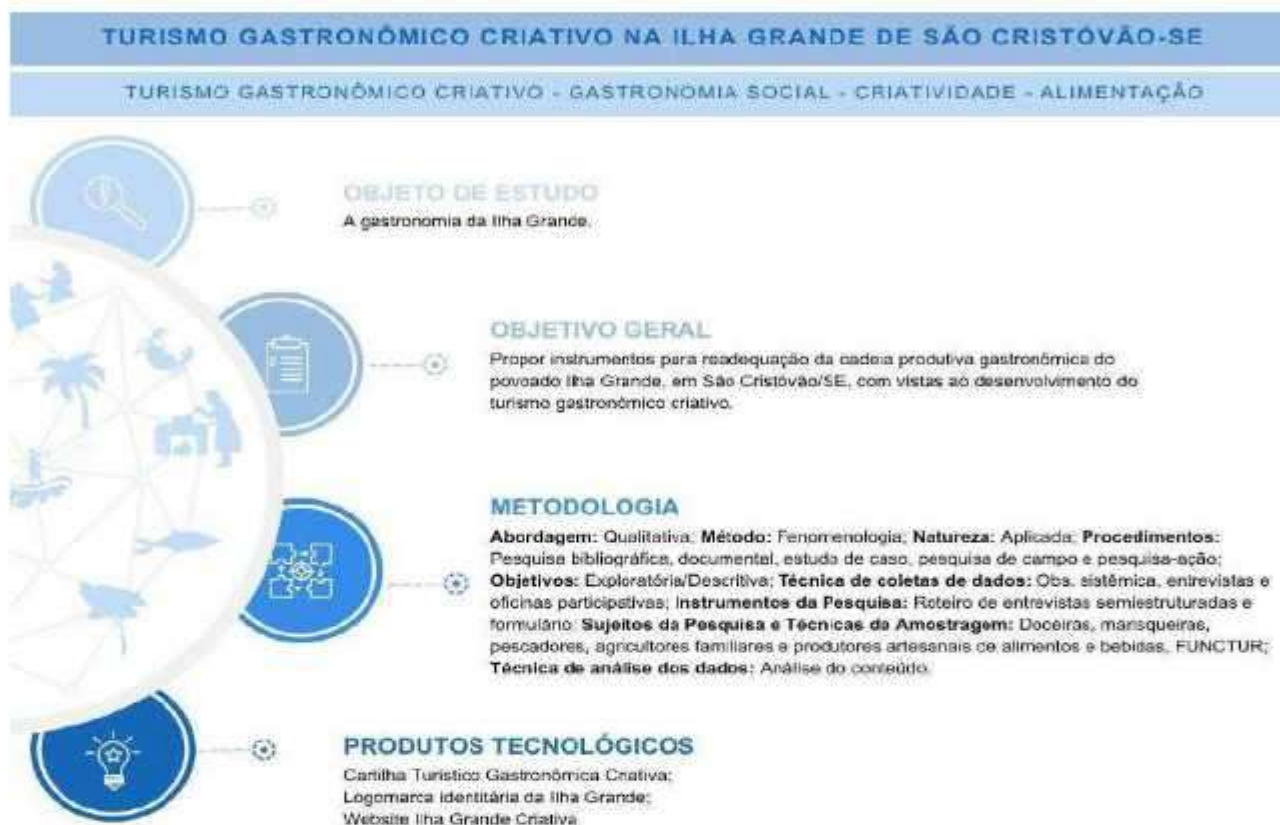 TURISMO GASTRONÔMICO CRIATIVO NA ILHA GRANDE DE SÃO CRISTÓVÃO-SE
TURISMO GASTRONÔMICO CRIATIVO - GASTRONOMIA SOCIAL - CRIATIVIDADE - ALIMENTAÇÃO
OBJETO DE ESTUDO
A gastronomia da Ilha Grande.
OBJETIVO GERAL
Propor instrumentos para readequação da cadeia produtiva gastronômica do
povoado Ilha Grande, em São Cristóvão/SE, com vistas ao desenvolvimento do
turismo gastronômico criativo.
METODOLOGIA
Abordagem: Qualitativa; Método: Fenomenologia; Natureza: Aplicada; Procedimentos:
Pesquisa bibliográfica, documental, estudo de caso, pesquisa de campo e pesquisa-ação;
Objetivos: Exploratória/Descritiva; Técnica de coletas de dados: Obs. sistêmica, entrevistas e
oficinas participativas; Instrumentos da Pesquisa: Roteiro de entrevistas semiestruturadas e
formulário. Sujeitos da Pesquisa e Técnicas da Amostragem: Doceiras, marisqueiras,
pescadores, agricultores familiares e produtores artesanais de alimentos e bebidas, FUNCTUR;
Técnica de análise dos dados: Análise do conteúdo.
PRODUTOS TECNOLÓGICOS
Cartilha Turístico Gastronômica Criativa;
Logomarca identitária da Ilha Grande;
Website Ilha Grande Criativa